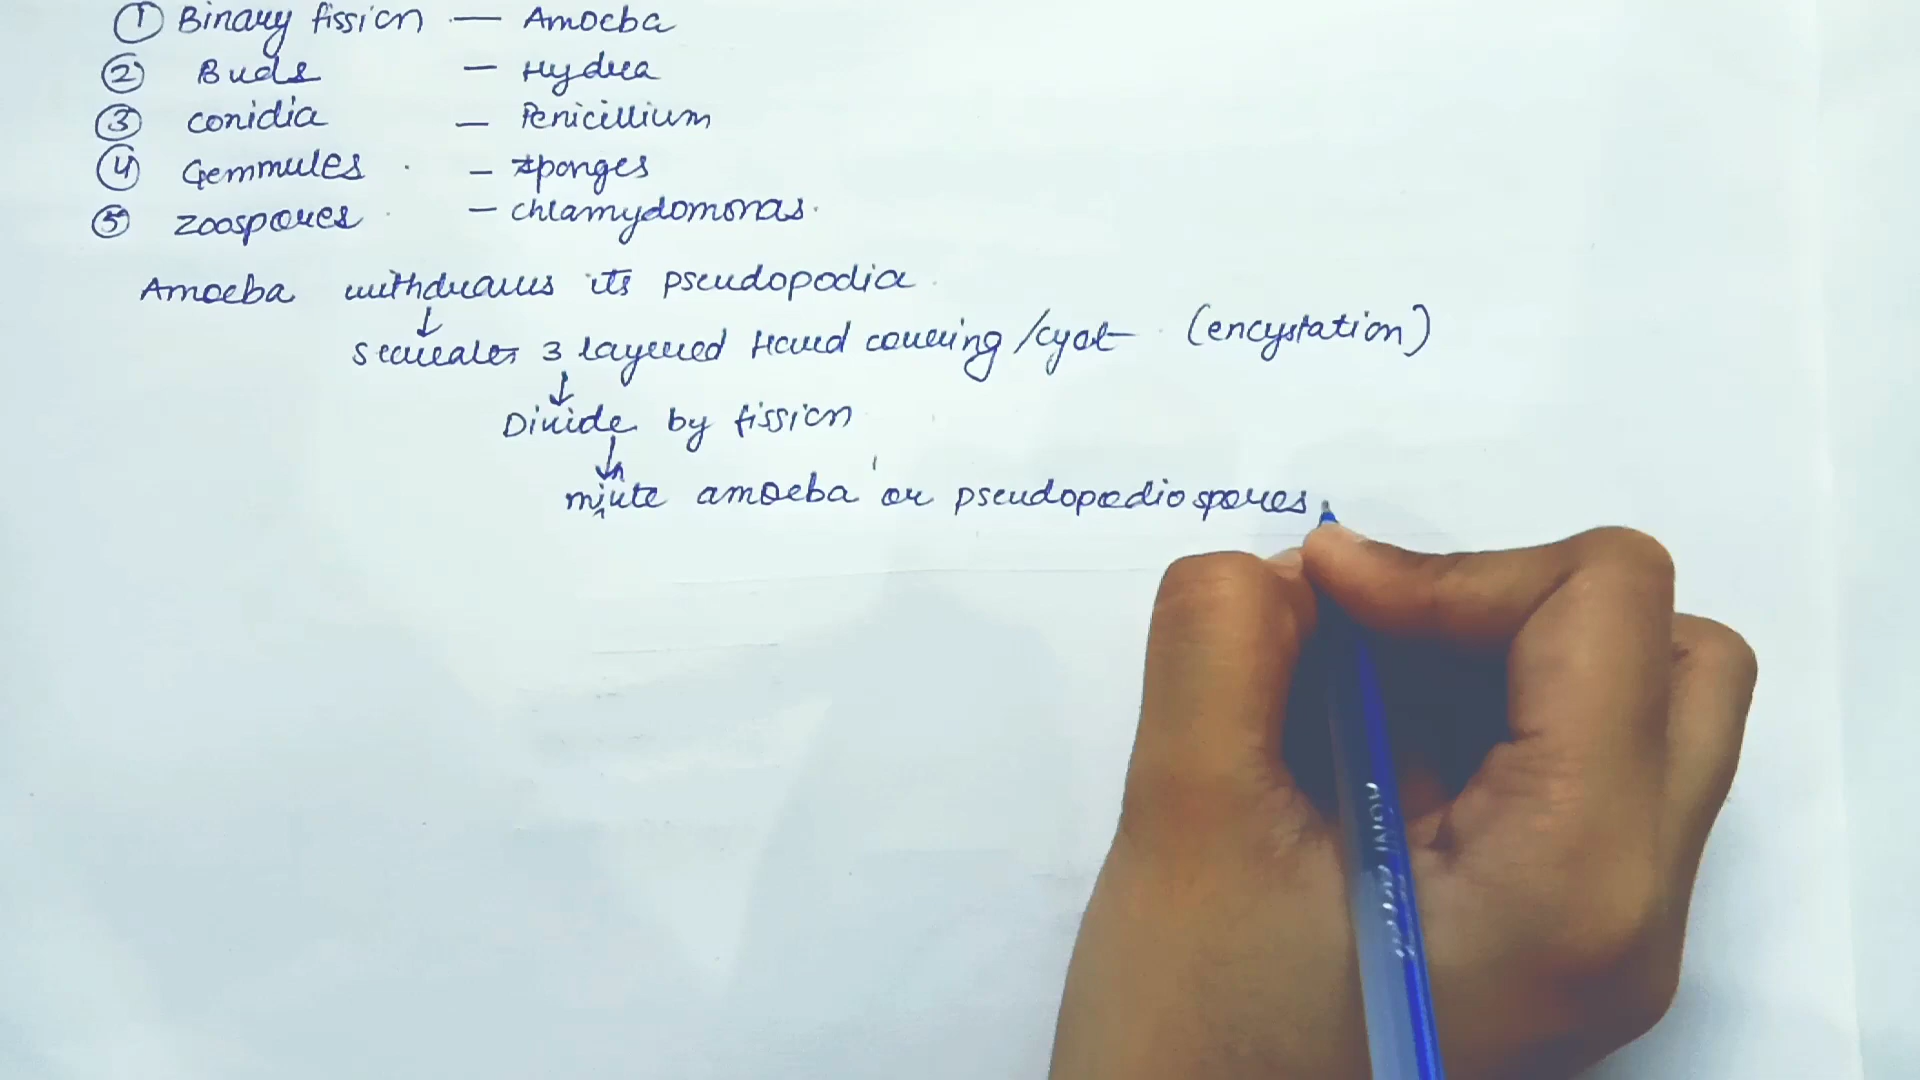 ① Binary fission — Amoeba
② Buds — Hydra
③ conidia — Penicillium
④ Gemmules — sponges
⑤ zoospores — chlamydomonas.
Amoeba withdraws its pseudopodia
↓
secreates 3 layered Hard covering /cyst (encystation)
↓
Divide by fission
↓
minute amoeba or pseudopodiospores